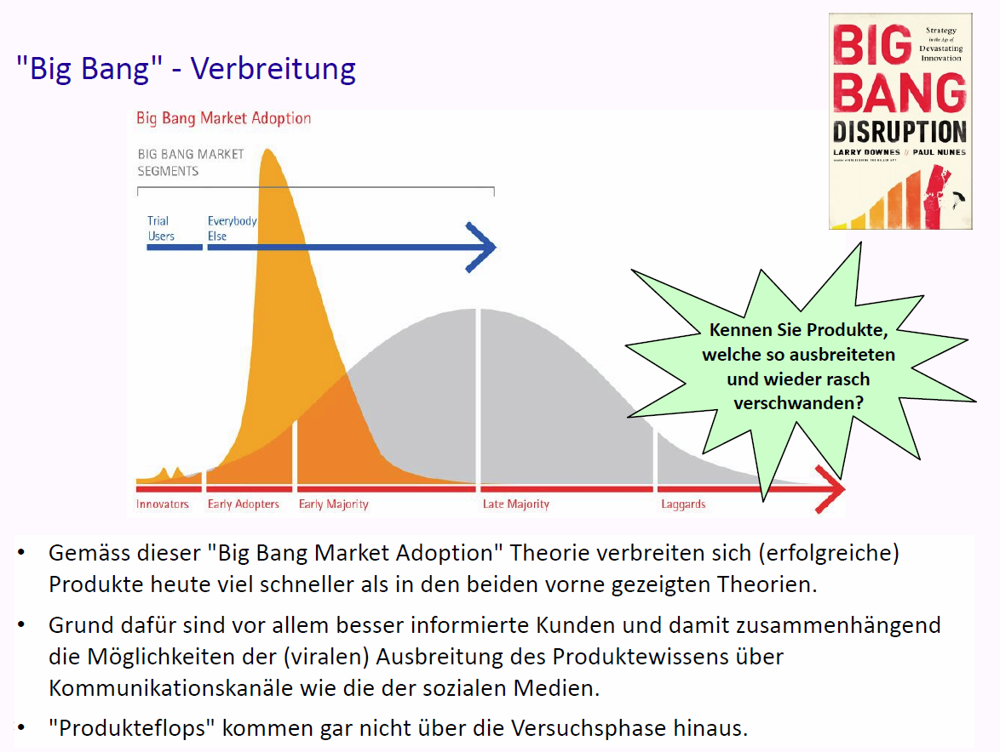 "Big Bang" - Verbreitung
BIG
Strategy
in the Age of
Devastating
Innovation
BANG
DISRUPTION
LARRY DOWNES // PAUL NUNES
Big Bang Market Adoption
BIG BANG MARKET
SEGMENTS
Trial
Users
Everybody
Else
Kennen Sie Produkte,
welche so ausbreiteten
und wieder rasch
verschwanden?
Innovators
Early Adopters
Early Majority
Late Majority
Laggards
• Gemäss dieser "Big Bang Market Adoption" Theorie verbreiten sich (erfolgreiche)
Produkte heute viel schneller als in den beiden vorne gezeigten Theorien.
• Grund dafür sind vor allem besser informierte Kunden und damit zusammenhängend
die Möglichkeiten der (viralen) Ausbreitung des Produktewissens über
Kommunikationskanäle wie die der sozialen Medien.
• "Produkteflops" kommen gar nicht über die Versuchsphase hinaus.